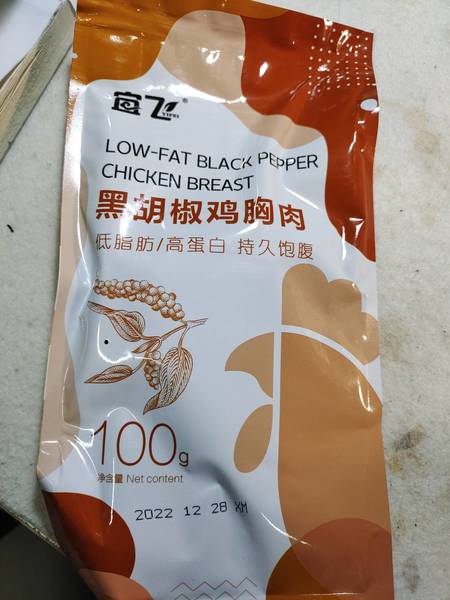 宜飞®
YIFEI
LOW-FAT BLACK PEPPER
CHICKEN BREAST
黑胡椒鸡胸肉
低脂肪/高蛋白 持久饱腹
100g
净含量 Net content
2022 12 28 XM